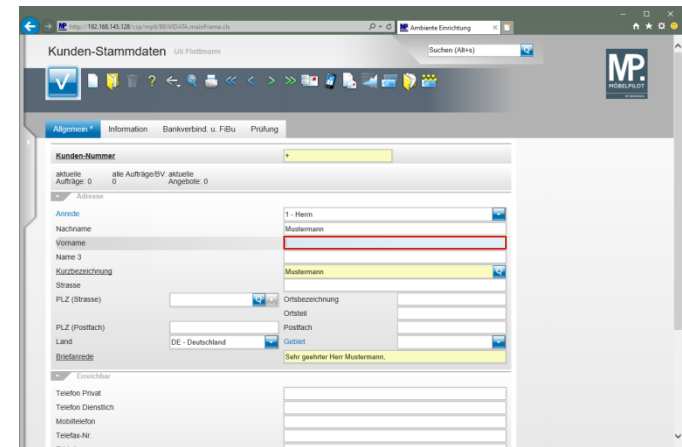 http://192.168.145.128/csp/mp8/BEWIDATA.mainFrame.cls
Ambiente Einrichtung
Kunden-Stammdaten Uli Flottmann
Suchen (Alt+s)
MP.
MÖBELPILOT
Allgemein * Information Bankverbind. u. FiBu Prüfung
Kunden-Nummer +
aktuelle Aufträge: 0
alle Aufträge/BV: 0
aktuelle Angebote: 0
Adresse
Anrede 1 - Herrn
Nachname Mustermann
Vorname
Name 3
Kurzbezeichnung Mustermann
Strasse
PLZ (Strasse) Ortsbezeichnung
Ortsteil
PLZ (Postfach) Postfach
Land DE - Deutschland Gebiet
Briefanrede Sehr geehrter Herr Mustermann,
Erreichbar
Telefon Privat
Telefon Dienstlich
Mobiltelefon
Telefax-Nr.